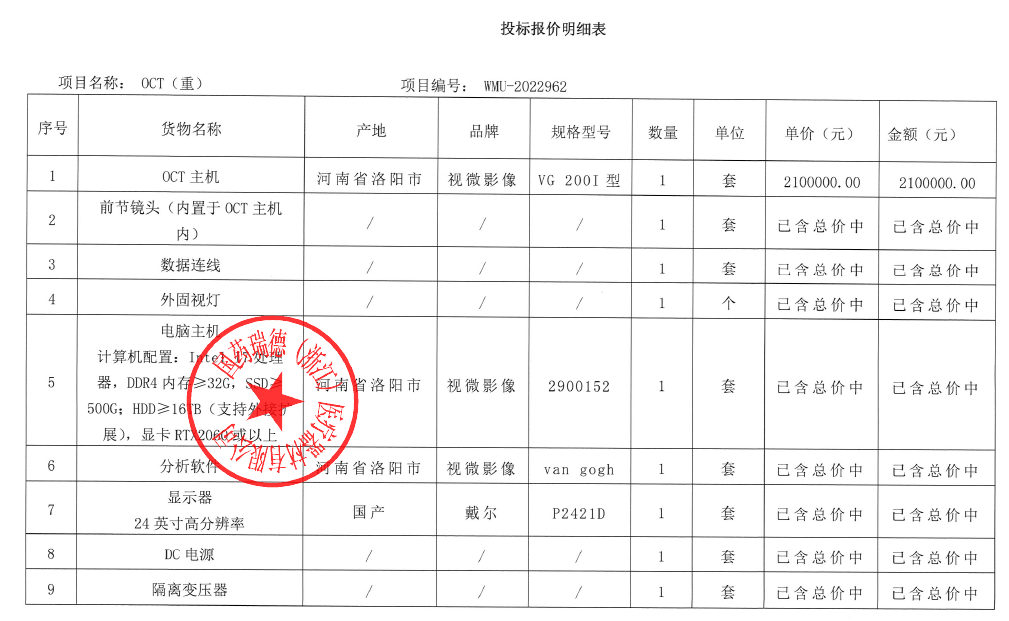 投标报价明细表
项目名称： OCT（重） 项目编号： WMU-2022962
序号 货物名称 产地 品牌 规格型号 数量 单位 单价（元） 金额（元）
1 OCT 主机 河南省洛阳市 视微影像 VG 200I 型 1 套 2100000.00 2100000.00
2 前节镜头（内置于 OCT 主机 / / / 1 套 已含总价中 已含总价中
内）
3 数据连线 / / / 1 套 已含总价中 已含总价中
4 外固视灯 / / / 1 个 已含总价中 已含总价中
电脑主机
计算机配置：Intel i7 处理
5 器，DDR4 内存≥32G，SSD≥ 河南省洛阳市 视微影像 2900152 1 套 已含总价中 已含总价中
500G；HDD≥16TB（支持外接扩
展），显卡 RTX2060 或以上
6 分析软件 河南省洛阳市 视微影像 van gogh 1 套 已含总价中 已含总价中
7 显示器 国产 戴尔 P2421D 1 套 已含总价中 已含总价中
24 英寸高分辨率
8 DC 电源 / / / 1 套 已含总价中 已含总价中
9 隔离变压器 / / / 1 套 已含总价中 已含总价中
国药瑞德（浙江）医疗器材有限公司